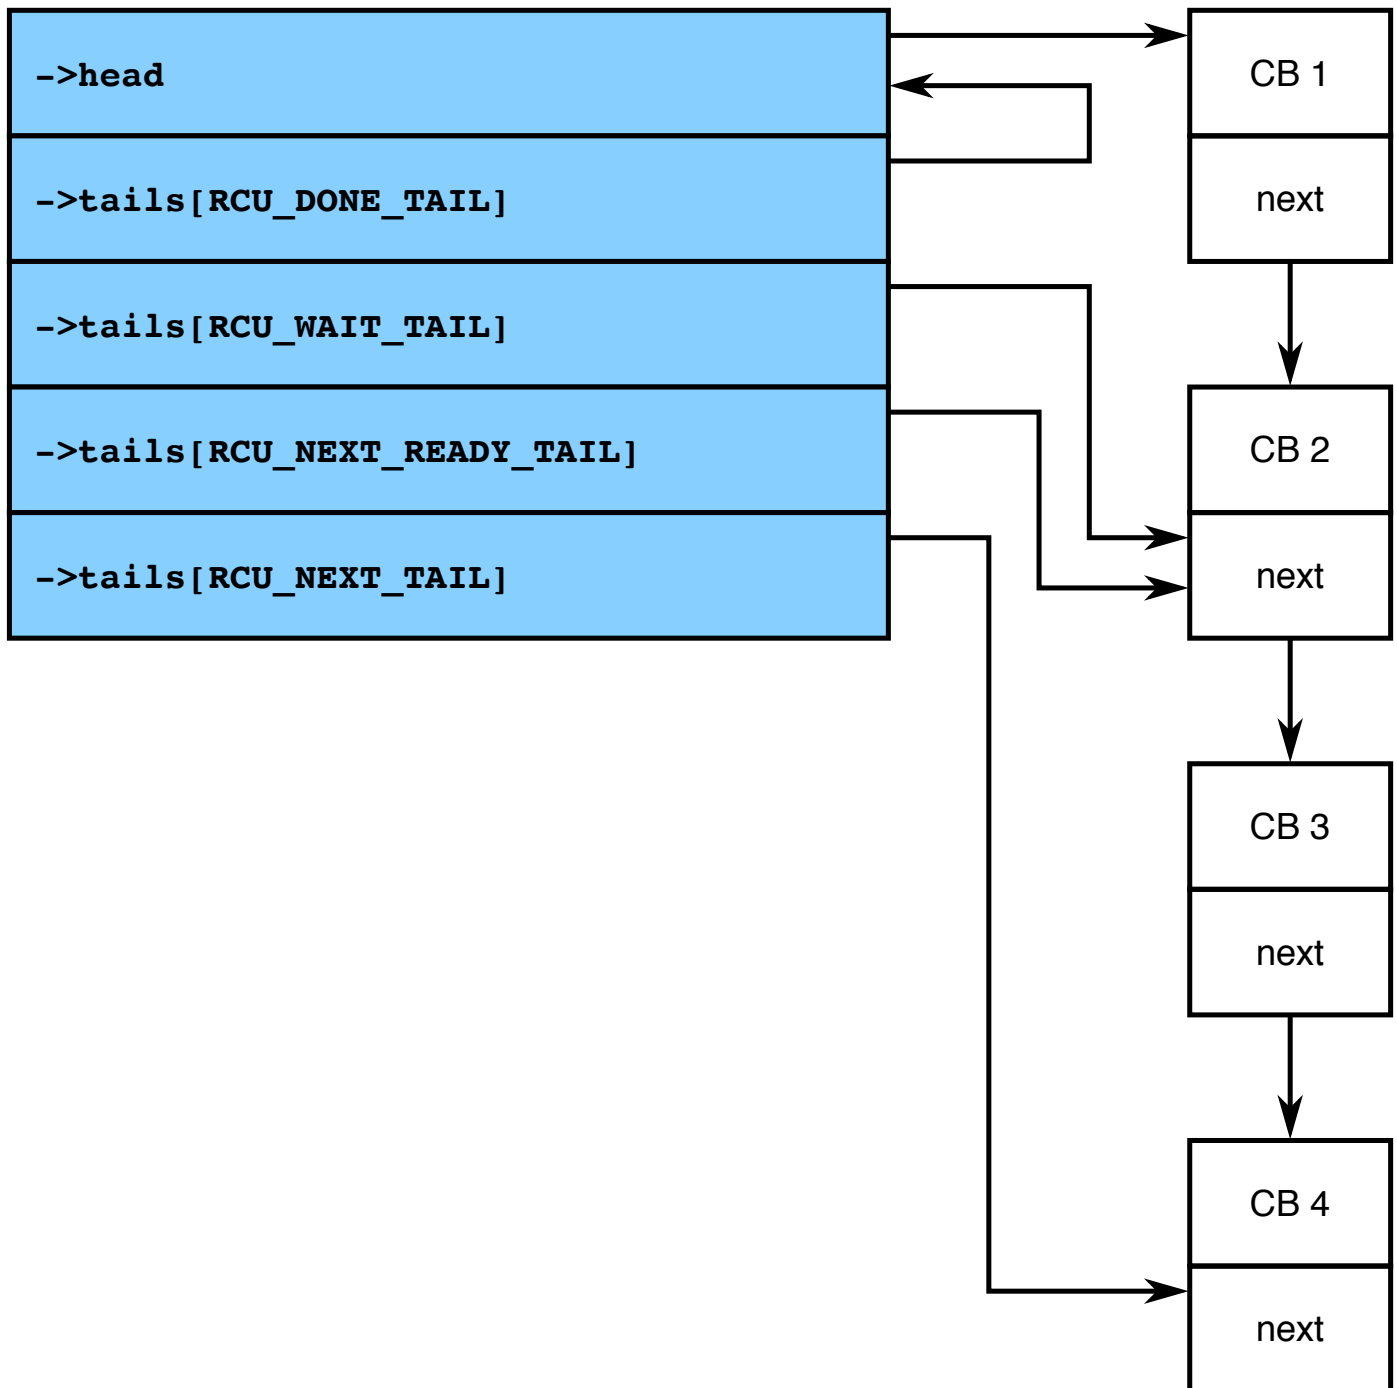 ->head
->tails[RCU_DONE_TAIL]
->tails[RCU_WAIT_TAIL]
->tails[RCU_NEXT_READY_TAIL]
->tails[RCU_NEXT_TAIL]
CB 1
next
CB 2
next
CB 3
next
CB 4
next